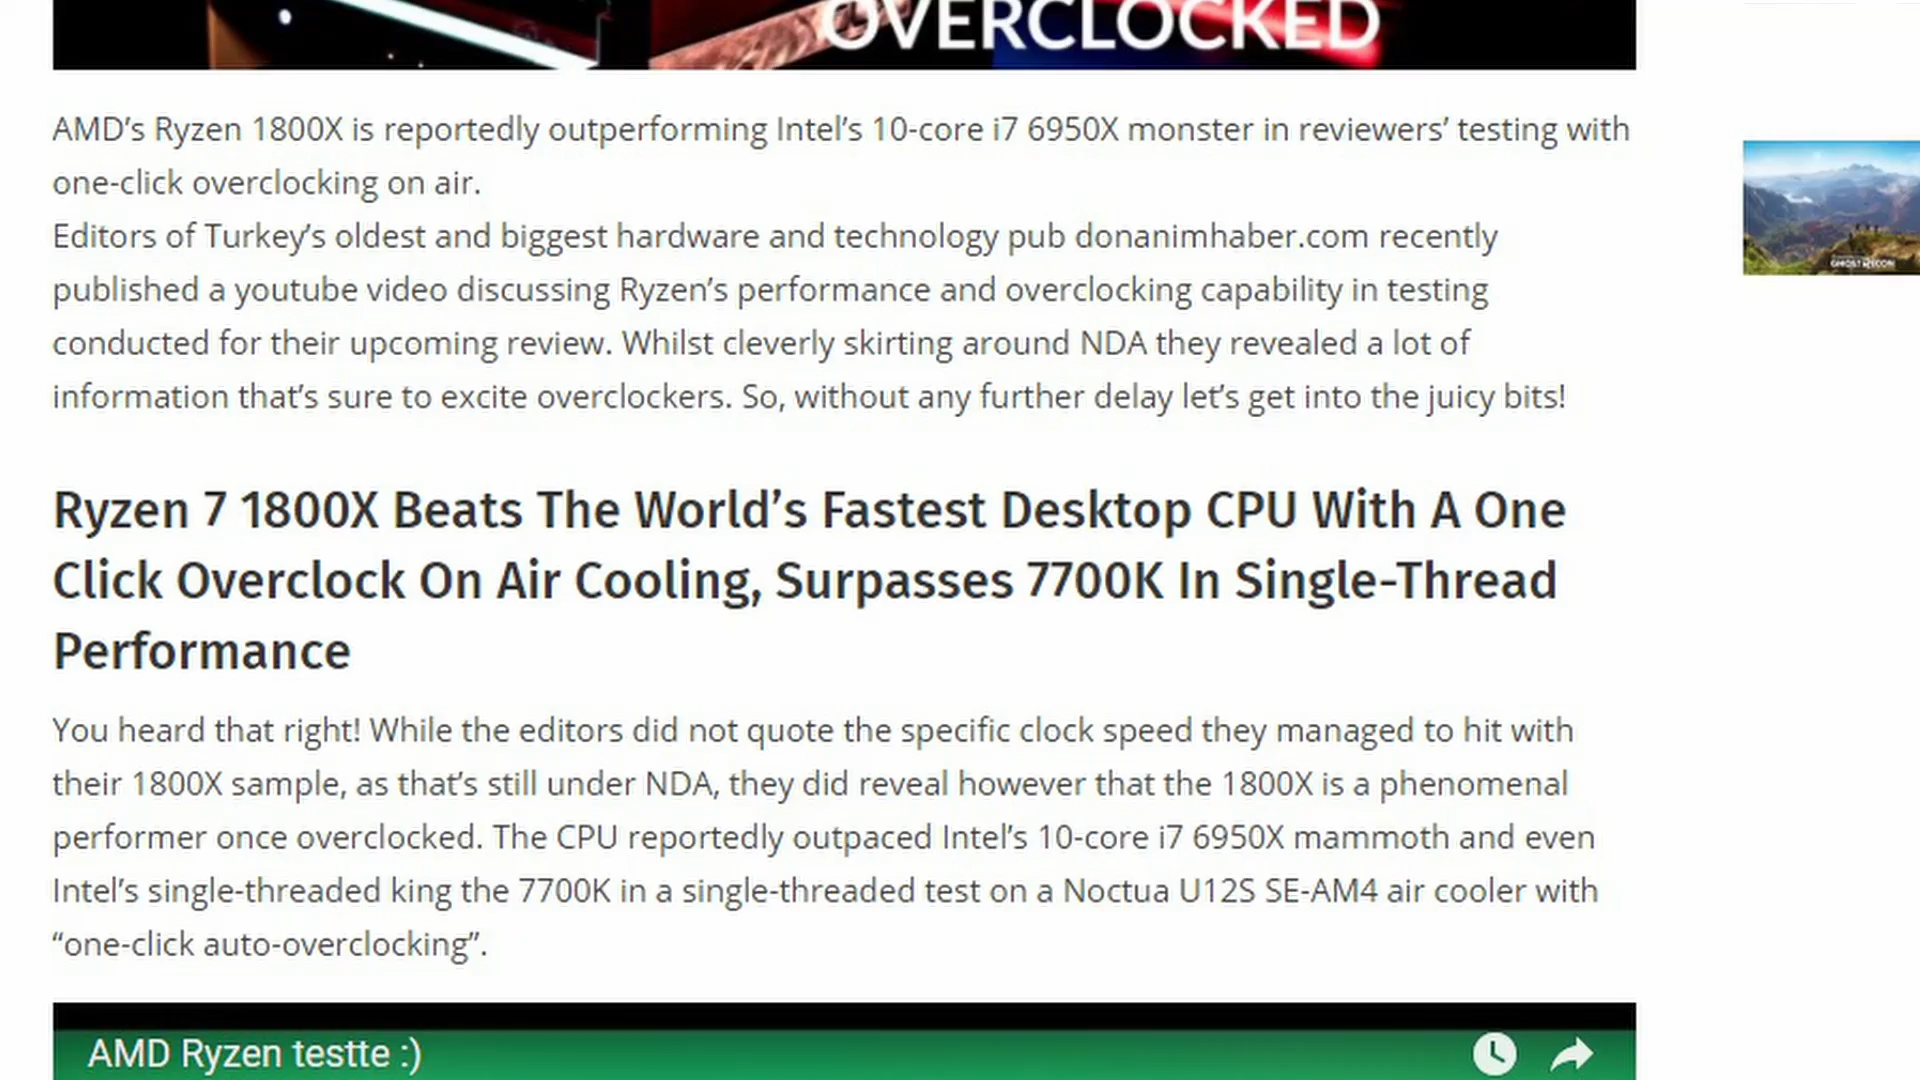 OVERCLOCKED
AMD’s Ryzen 1800X is reportedly outperforming Intel’s 10-core i7 6950X monster in reviewers’ testing with
one-click overclocking on air.
Editors of Turkey’s oldest and biggest hardware and technology pub donanimhaber.com recently
published a youtube video discussing Ryzen’s performance and overclocking capability in testing
conducted for their upcoming review. Whilst cleverly skirting around NDA they revealed a lot of
information that’s sure to excite overclockers. So, without any further delay let’s get into the juicy bits!
GHOST RECON
Ryzen 7 1800X Beats The World’s Fastest Desktop CPU With A One
Click Overclock On Air Cooling, Surpasses 7700K In Single-Thread
Performance
You heard that right! While the editors did not quote the specific clock speed they managed to hit with
their 1800X sample, as that’s still under NDA, they did reveal however that the 1800X is a phenomenal
performer once overclocked. The CPU reportedly outpaced Intel’s 10-core i7 6950X mammoth and even
Intel’s single-threaded king the 7700K in a single-threaded test on a Noctua U12S SE-AM4 air cooler with
“one-click auto-overclocking”.
AMD Ryzen testte :)